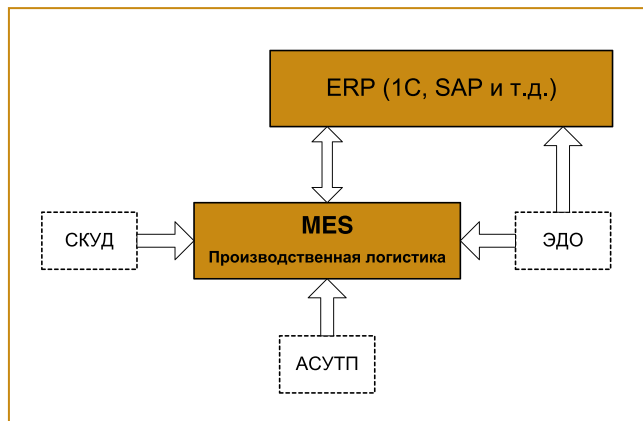 ERP (1С, SAP и т.д.)
MES
Производственная логистика
СКУД
ЭДО
АСУТП